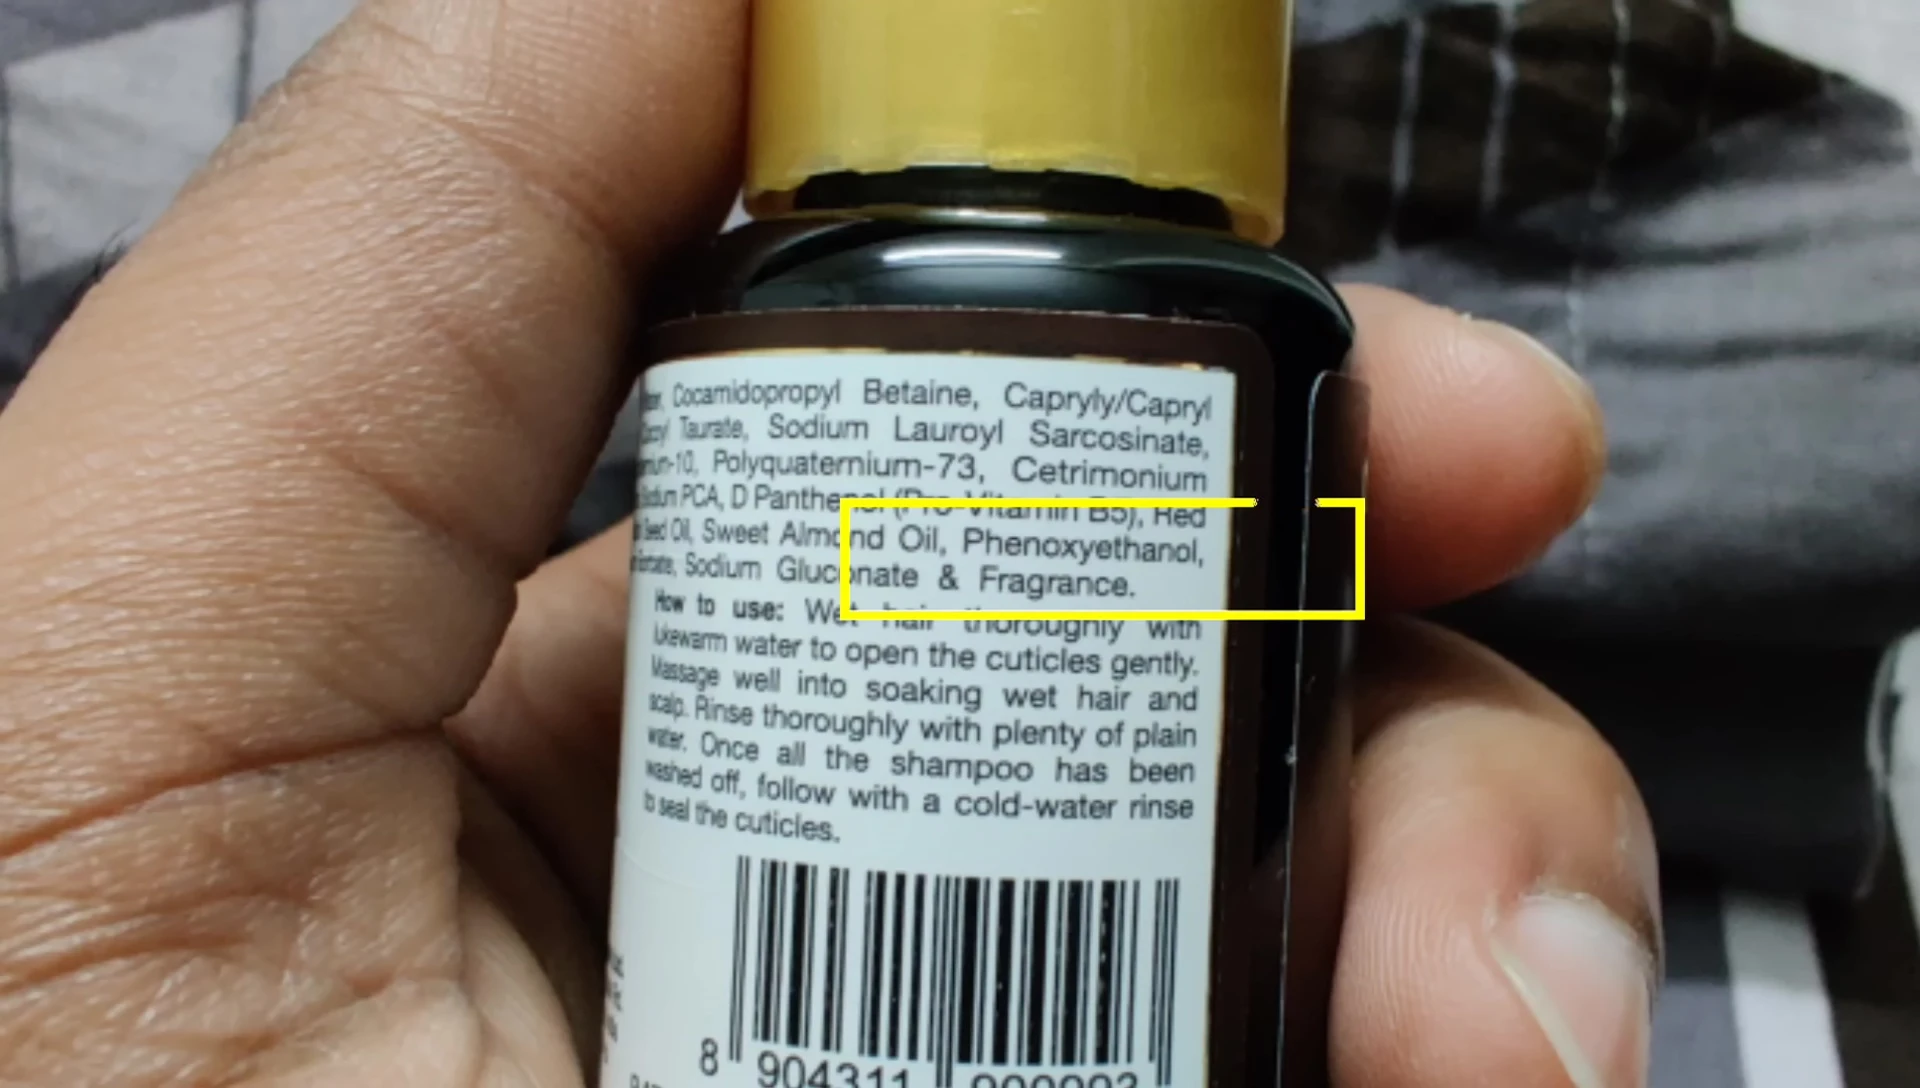 Cocamidopropyl Betaine, Capryly/Capryl
Taurate, Sodium Lauroyl Sarcosinate,
Polyquaternium-73, Cetrimonium
Sodium PCA, D Panthenol (Pro-Vitamin B5), Red
Seed Oil, Sweet Almond Oil, Phenoxyethanol,
Sodium Gluconate & Fragrance.
How to use: Wet hair thoroughly with
lukewarm water to open the cuticles gently.
Massage well into soaking wet hair and
scalp. Rinse thoroughly with plenty of plain
water. Once all the shampoo has been
washed off, follow with a cold-water rinse
to seal the cuticles.
8 904311